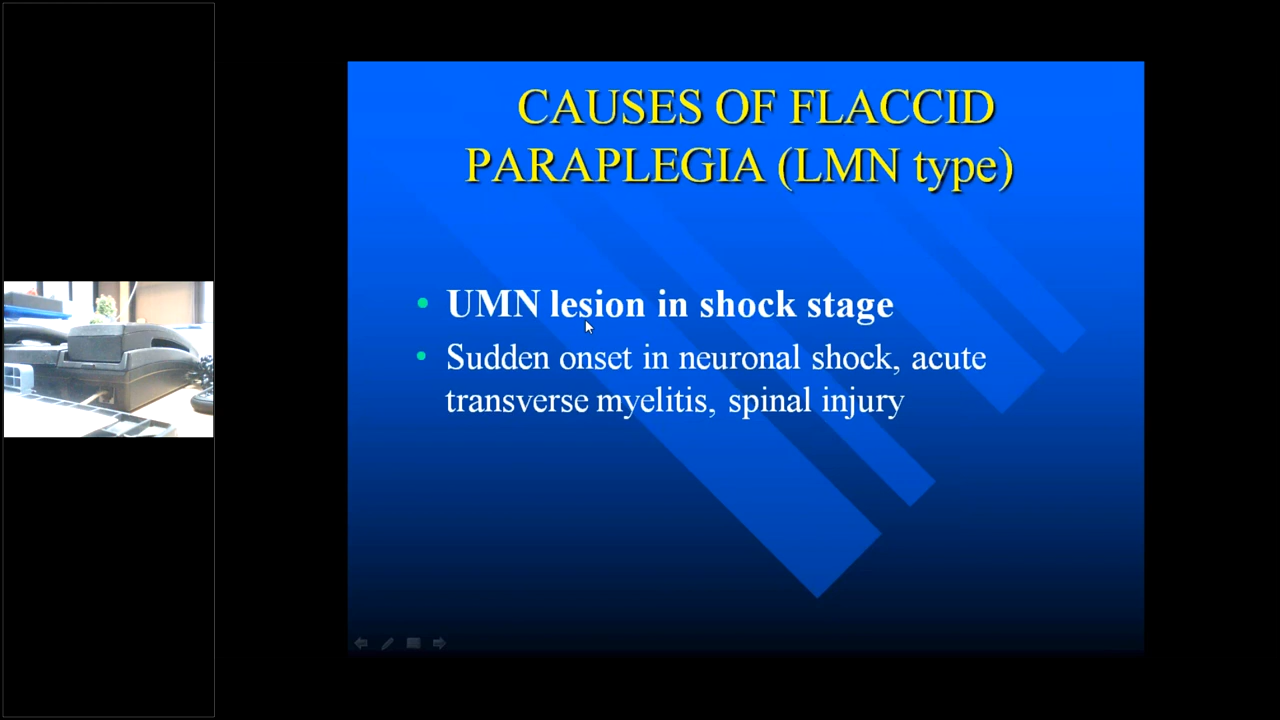 CAUSES OF FLACCID
PARAPLEGIA (LMN type)
• UMN lesion in shock stage
• Sudden onset in neuronal shock, acute
transverse myelitis, spinal injury